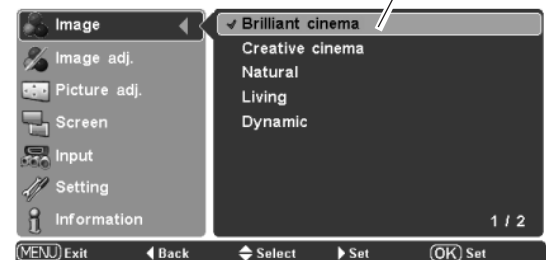 Image
Image adj.
Picture adj.
Screen
Input
Setting
Information
✓ Brilliant cinema
Creative cinema
Natural
Living
Dynamic
1 / 2
MENU Exit ◀ Back ◆ Select ▶ Set OK Set